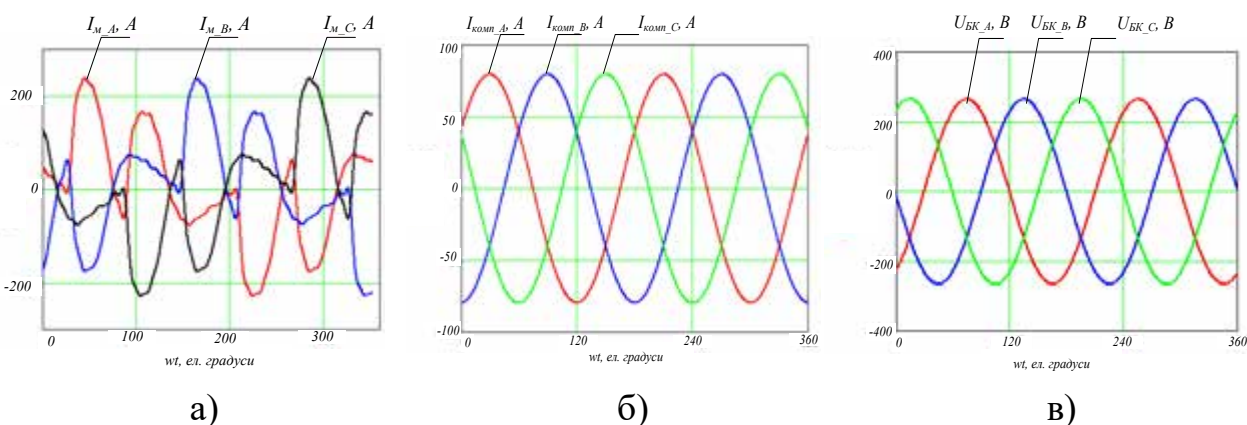 I_м_A, A I_м_B, A I_м_C, A
200
0
-200
0 100 200 300
wt, ел. градуси
а)
I_комп_A, A I_комп_B, A I_комп_C, A
100
50
0
-50
-100
0 120 240 360
wt, ел. градуси
б)
U_БК_A, B U_БК_B, B U_БК_C, B
400
200
0
-200
-400
0 120 240 360
wt, ел. градуси
в)